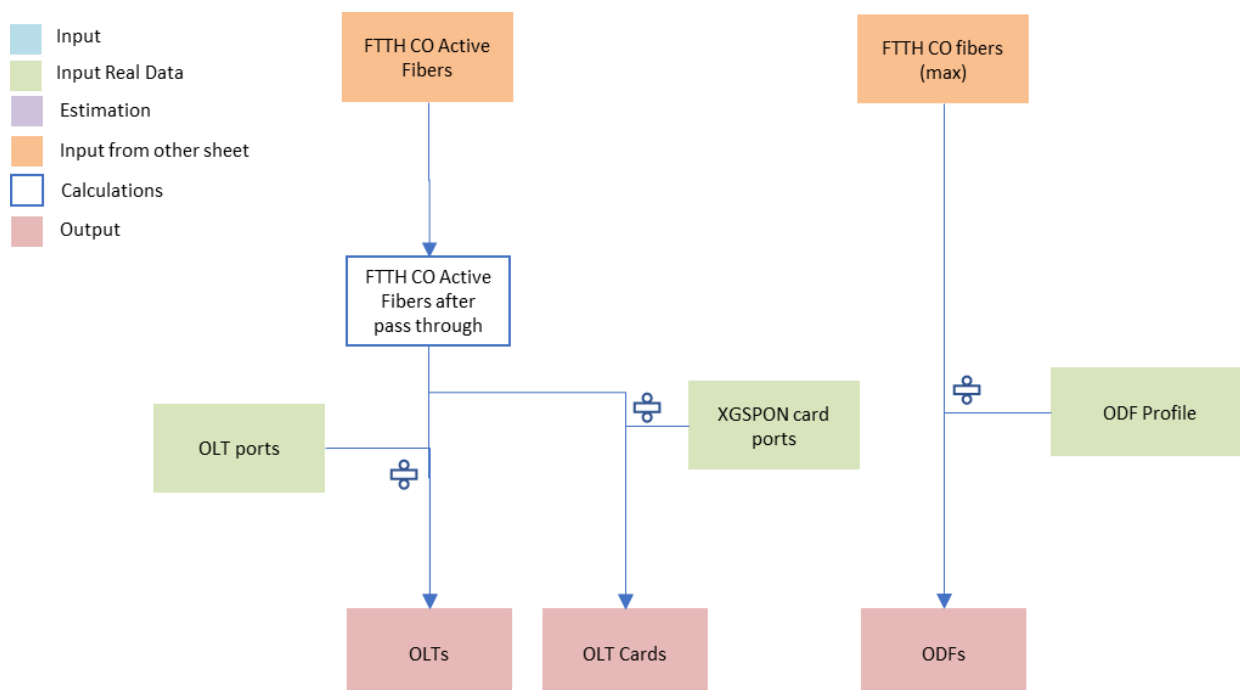 Input
Input Real Data
Estimation
Input from other sheet
Calculations
Output
FTTH CO Active
Fibers
FTTH CO fibers
(max)
FTTH CO Active
Fibers after
pass through
OLT ports
XGSPON card
ports
ODF Profile
OLTs
OLT Cards
ODFs